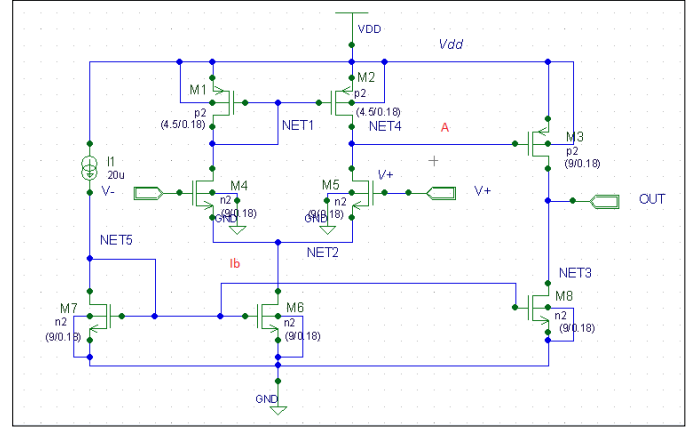 VDD
Vdd
M1
M2
p2
p2
(4.5/0.18)
(4.5/0.18)
NET1
NET4
A
M3
p2
(9/0.18)
I1
20u
V-
M4
M5
V+
V+
n2
n2
(9/0.18)
(9/0.18)
GND
GND
OUT
NET5
NET2
Ib
NET3
M7
M6
M8
n2
n2
n2
(9/0.18)
(9/0.18)
(9/0.18)
GND